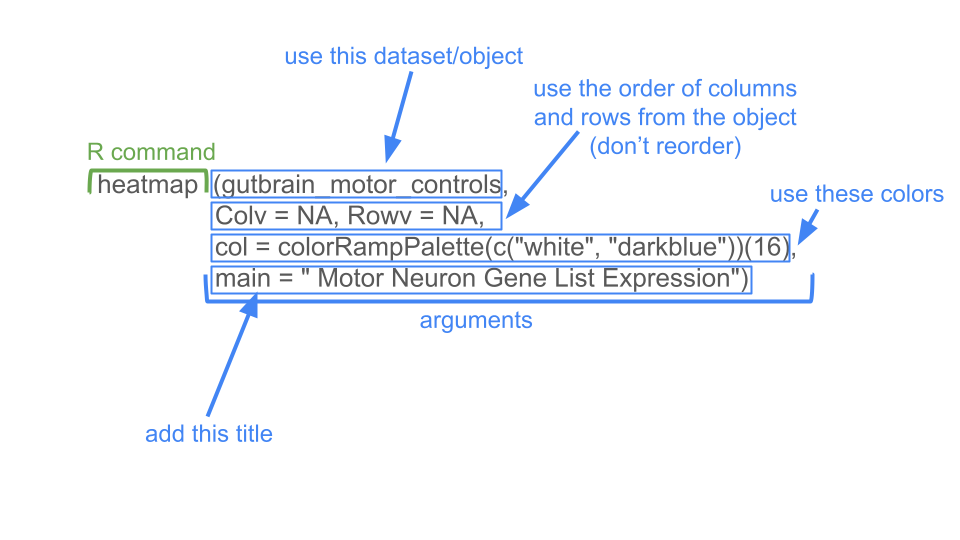 use this dataset/object
use the order of columns
and rows from the object
(don't reorder)
R command
use these colors
heatmap (gutbrain_motor_controls,
Colv = NA, Rowv = NA,
col = colorRampPalette(c("white", "darkblue"))(16),
main = " Motor Neuron Gene List Expression")
arguments
add this title